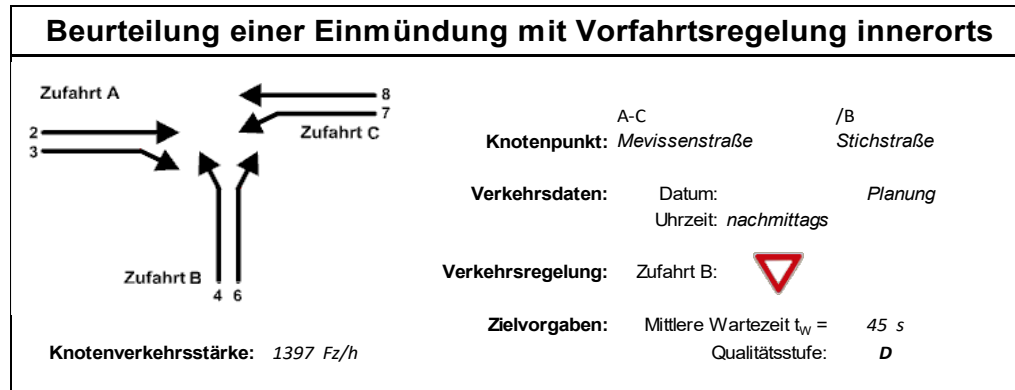 Beurteilung einer Einmündung mit Vorfahrtsregelung innerorts
Zufahrt A
8
7
2
3
Zufahrt C
Zufahrt B
4 6
Knotenverkehrsstärke: 1397 Fz/h
A-C /B
Knotenpunkt: Mevissenstraße Stichstraße
Verkehrsdaten: Datum: Planung
Uhrzeit: nachmittags
Verkehrsregelung: Zufahrt B:
Zielvorgaben: Mittlere Wartezeit tW = 45 s
Qualitätsstufe: D